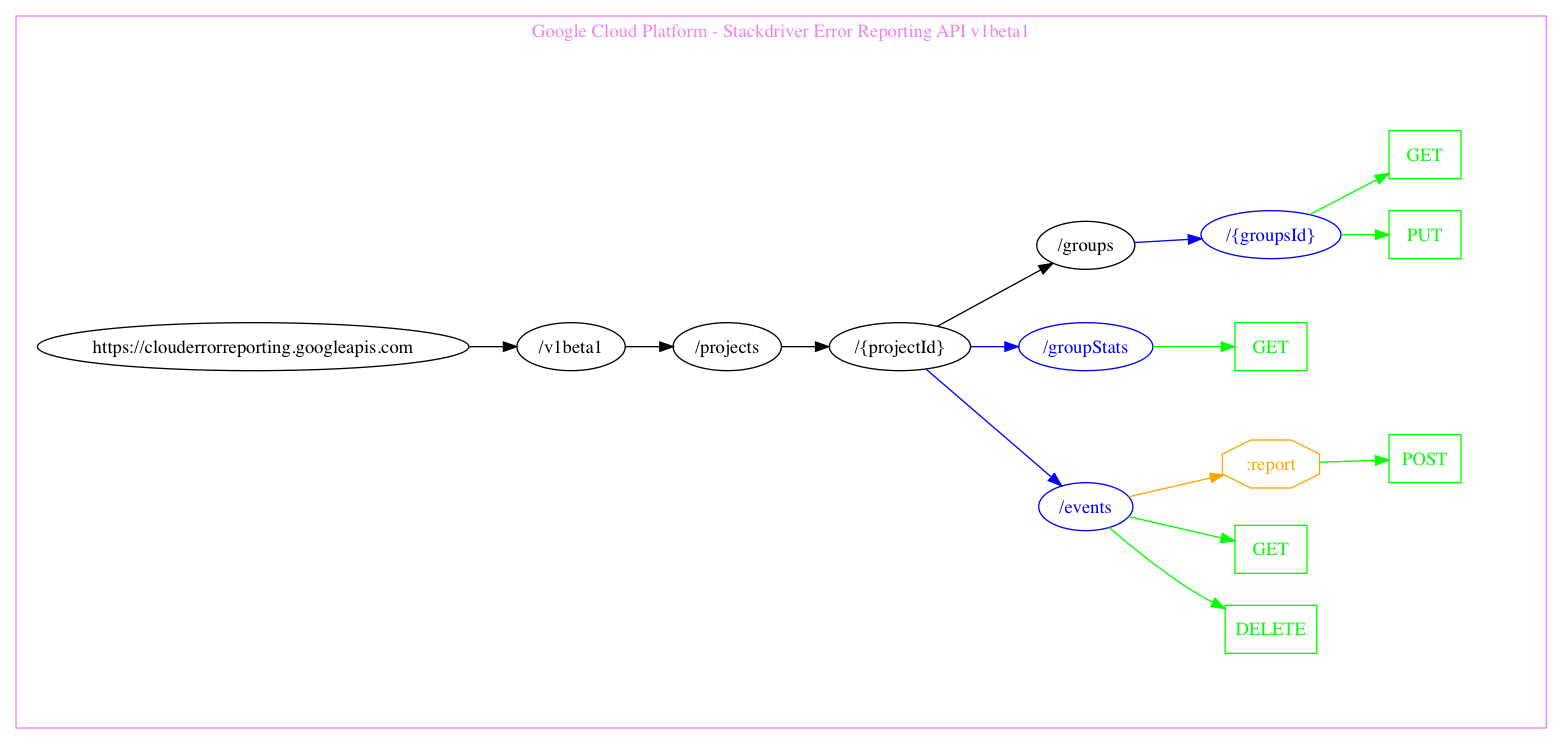 Google Cloud Platform - Stackdriver Error Reporting API v1beta1
https://clouderrorreporting.googleapis.com
/v1beta1
/projects
/{projectId}
/groups
/{groupsId}
GET
PUT
/groupStats
GET
/events
:report
POST
GET
DELETE